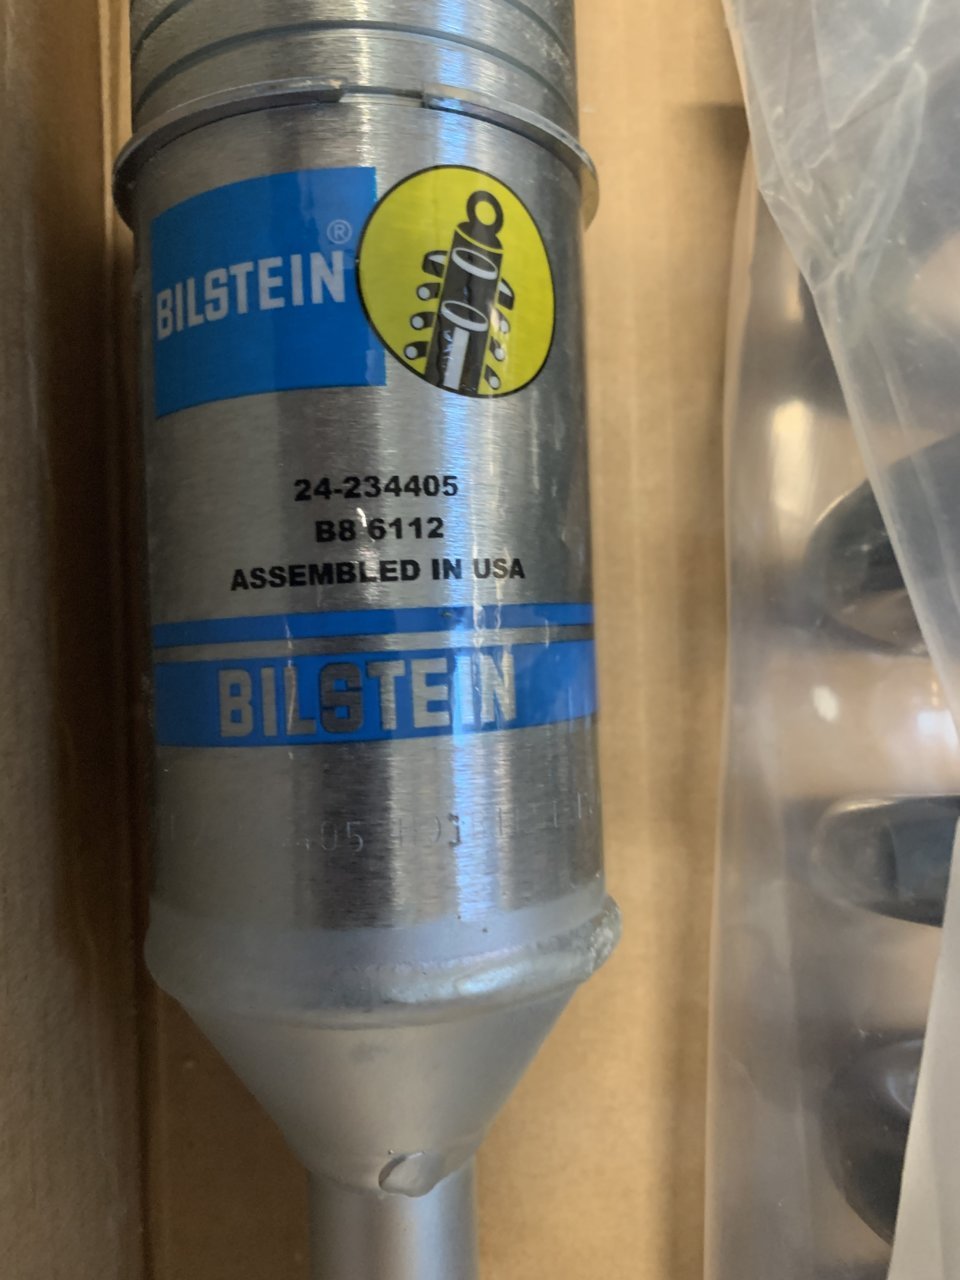 BILSTEIN®
24-234405
B8 6112
ASSEMBLED IN USA
BILSTEIN